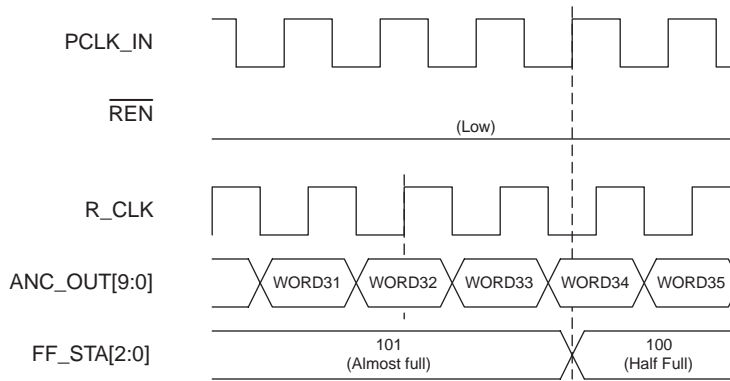 PCLK_IN
REN
(Low)
R_CLK
ANC_OUT[9:0]
WORD31
WORD32
WORD33
WORD34
WORD35
FF_STA[2:0]
101
(Almost full)
100
(Half Full)